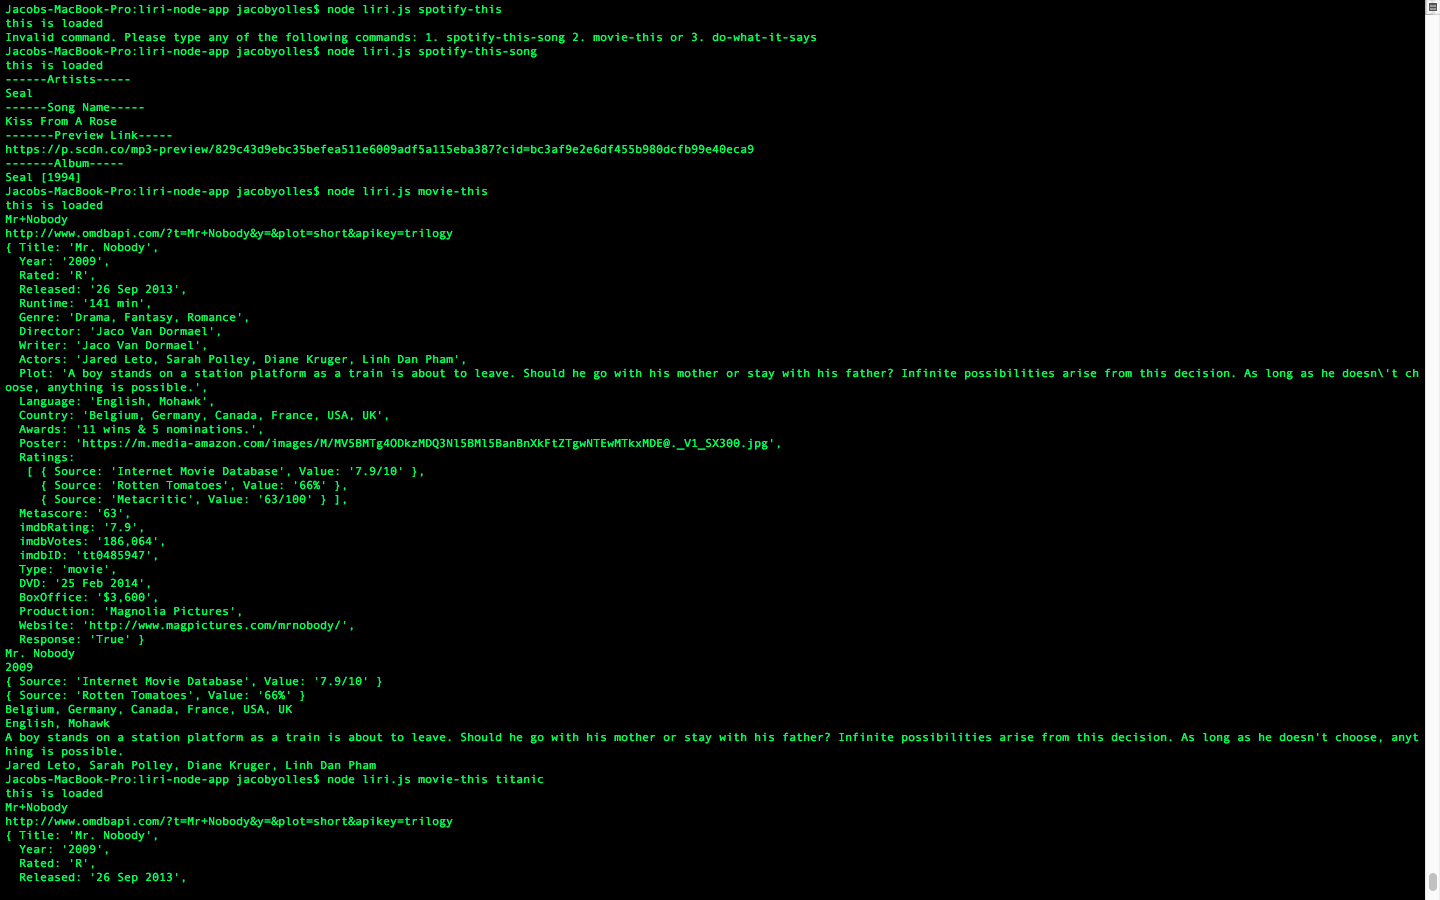 Jacobs-MacBook-Pro:liri-node-app jacobyolles$ node liri.js spotify-this
this is loaded
Invalid command. Please type any of the following commands: 1. spotify-this-song 2. movie-this or 3. do-what-it-says
Jacobs-MacBook-Pro:liri-node-app jacobyolles$ node liri.js spotify-this-song
this is loaded
------Artists-----
Seal
------Song Name-----
Kiss From A Rose
-------Preview Link-----
https://p.scdn.co/mp3-preview/829c43d9ebc35befea511e6009adf5a115eba387?cid=bc3af9e2e6df455b980dcfb99e40eca9
-------Album-----
Seal [1994]
Jacobs-MacBook-Pro:liri-node-app jacobyolles$ node liri.js movie-this
this is loaded
Mr+Nobody
http://www.omdbapi.com/?t=Mr+Nobody&y=&plot=short&apikey=trilogy
{ Title: 'Mr. Nobody',
  Year: '2009',
  Rated: 'R',
  Released: '26 Sep 2013',
  Runtime: '141 min',
  Genre: 'Drama, Fantasy, Romance',
  Director: 'Jaco Van Dormael',
  Writer: 'Jaco Van Dormael',
  Actors: 'Jared Leto, Sarah Polley, Diane Kruger, Linh Dan Pham',
  Plot: 'A boy stands on a station platform as a train is about to leave. Should he go with his mother or stay with his father? Infinite possibilities arise from this decision. As long as he doesn\'t ch
oose, anything is possible.',
  Language: 'English, Mohawk',
  Country: 'Belgium, Germany, Canada, France, USA, UK',
  Awards: '11 wins & 5 nominations.',
  Poster: 'https://m.media-amazon.com/images/M/MV5BMTg4ODkzMDQ3Nl5BMl5BanBnXkFtZTgwNTEwMTkxMDE@._V1_SX300.jpg',
  Ratings:
   [ { Source: 'Internet Movie Database', Value: '7.9/10' },
     { Source: 'Rotten Tomatoes', Value: '66%' },
     { Source: 'Metacritic', Value: '63/100' } ],
  Metascore: '63',
  imdbRating: '7.9',
  imdbVotes: '186,064',
  imdbID: 'tt0485947',
  Type: 'movie',
  DVD: '25 Feb 2014',
  BoxOffice: '$3,600',
  Production: 'Magnolia Pictures',
  Website: 'http://www.magpictures.com/mrnobody/',
  Response: 'True' }
Mr. Nobody
2009
{ Source: 'Internet Movie Database', Value: '7.9/10' }
{ Source: 'Rotten Tomatoes', Value: '66%' }
Belgium, Germany, Canada, France, USA, UK
English, Mohawk
A boy stands on a station platform as a train is about to leave. Should he go with his mother or stay with his father? Infinite possibilities arise from this decision. As long as he doesn't choose, anyt
hing is possible.
Jared Leto, Sarah Polley, Diane Kruger, Linh Dan Pham
Jacobs-MacBook-Pro:liri-node-app jacobyolles$ node liri.js movie-this titanic
this is loaded
Mr+Nobody
http://www.omdbapi.com/?t=Mr+Nobody&y=&plot=short&apikey=trilogy
{ Title: 'Mr. Nobody',
  Year: '2009',
  Rated: 'R',
  Released: '26 Sep 2013',